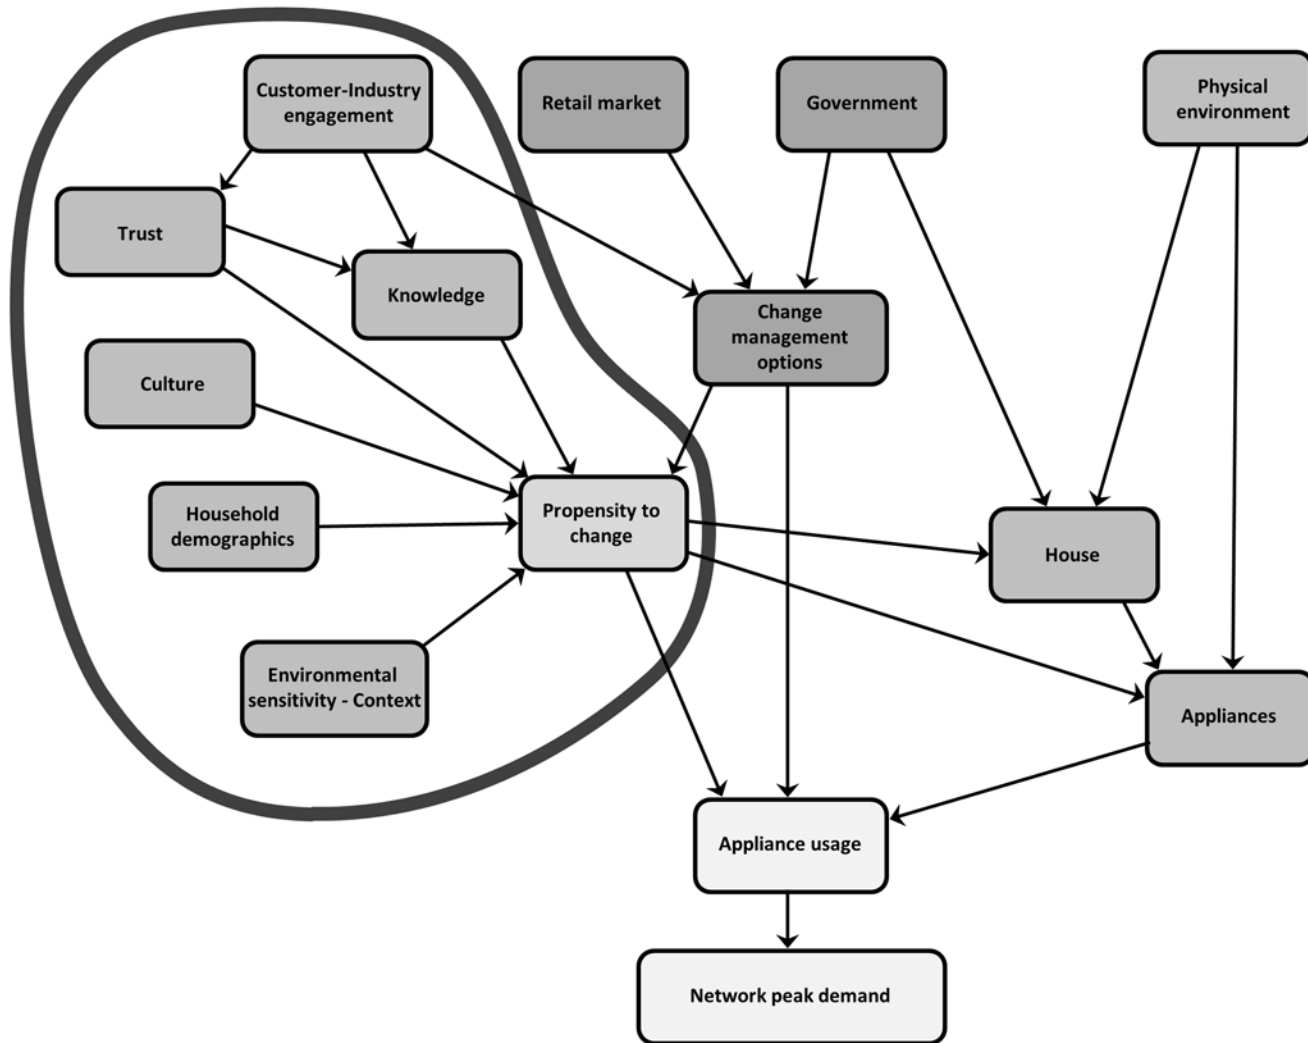 Customer-Industry
engagement
Retail market
Government
Physical
environment
Trust
Knowledge
Change
management
options
Culture
Household
demographics
Propensity to
change
House
Environmental
sensitivity - Context
Appliances
Appliance usage
Network peak demand